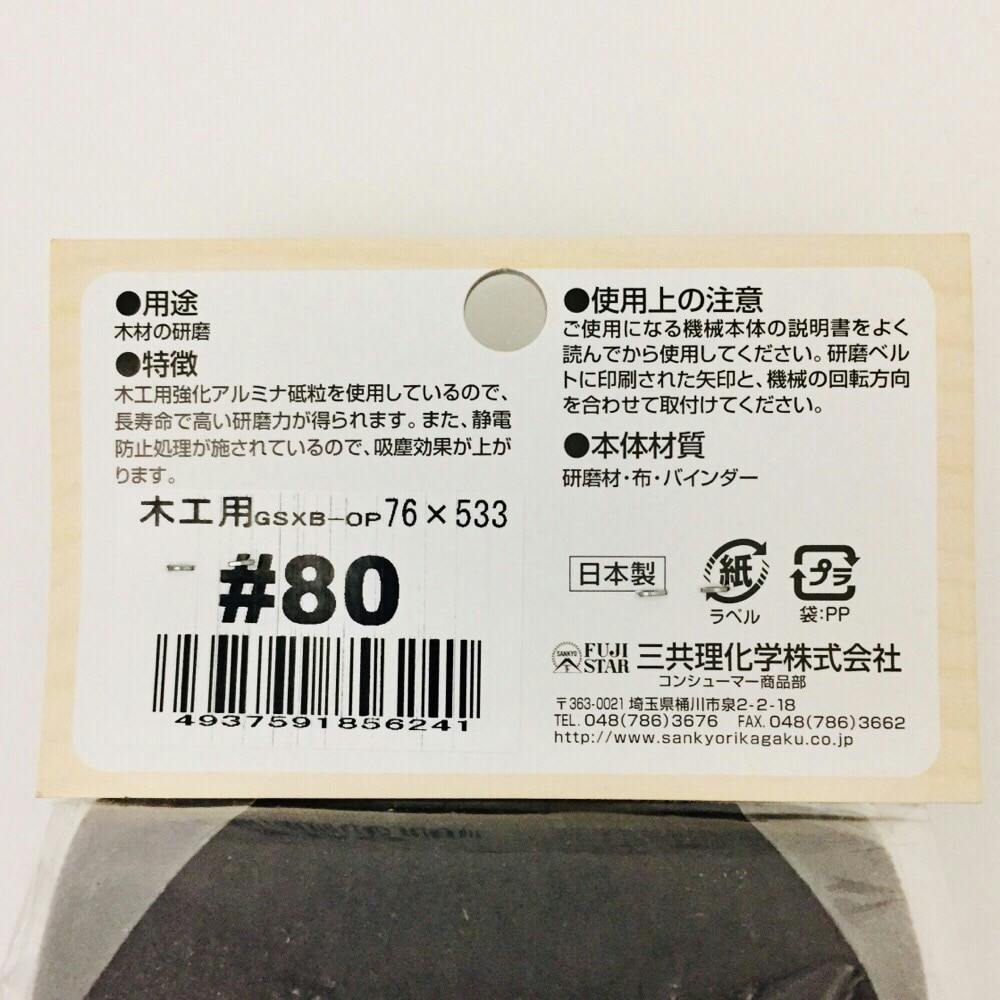 ●用途
木材の研磨
●特徴
木工用強化アルミナ砥粒を使用しているので、
長寿命で高い研磨力が得られます。また、静電
防止処理が施されているので、吸塵効果が上が
ります。
木工用GSXB-OP76×533
#80
4937591856241
●使用上の注意
ご使用になる機械本体の説明書をよく
読んでから使用してください。研磨ベル
トに印刷された矢印と、機械の回転方向
を合わせて取付けてください。
●本体材質
研磨材・布・バインダー
日本製
紙
ラベル
プラ
袋:PP
SANKYO
FUJI
STAR
三共理化学株式会社
コンシューマー商品部
〒363-0021 埼玉県桶川市泉2-2-18
TEL. 048(786)3676 FAX. 048(786)3662
http://www.sankyorikagaku.co.jp